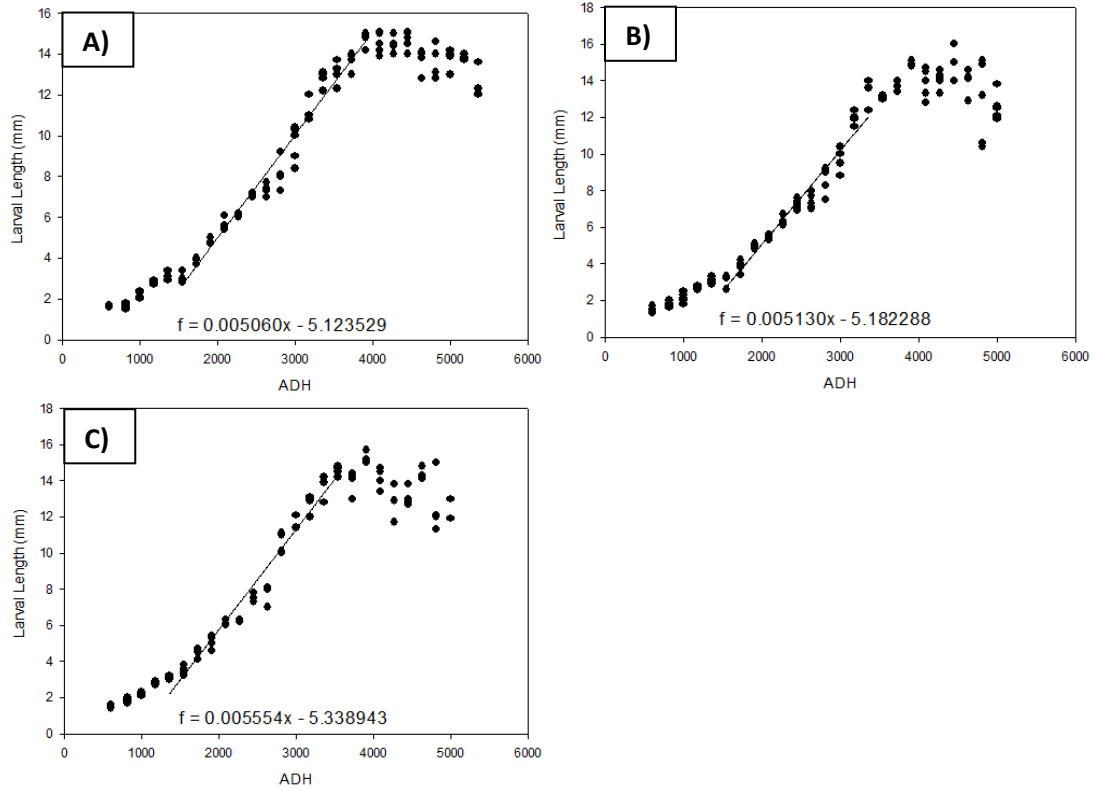 A)
Larval Length (mm)
16
14
12
10
8
6
4
2
0
f = 0.005060x - 5.123529
0 1000 2000 3000 4000 5000 6000
ADH
B)
Larval Length (mm)
18
16
14
12
10
8
6
4
2
0
f = 0.005130x - 5.182288
0 1000 2000 3000 4000 5000 6000
ADH
C)
Larval Length (mm)
18
16
14
12
10
8
6
4
2
0
f = 0.005554x - 5.338943
0 1000 2000 3000 4000 5000 6000
ADH